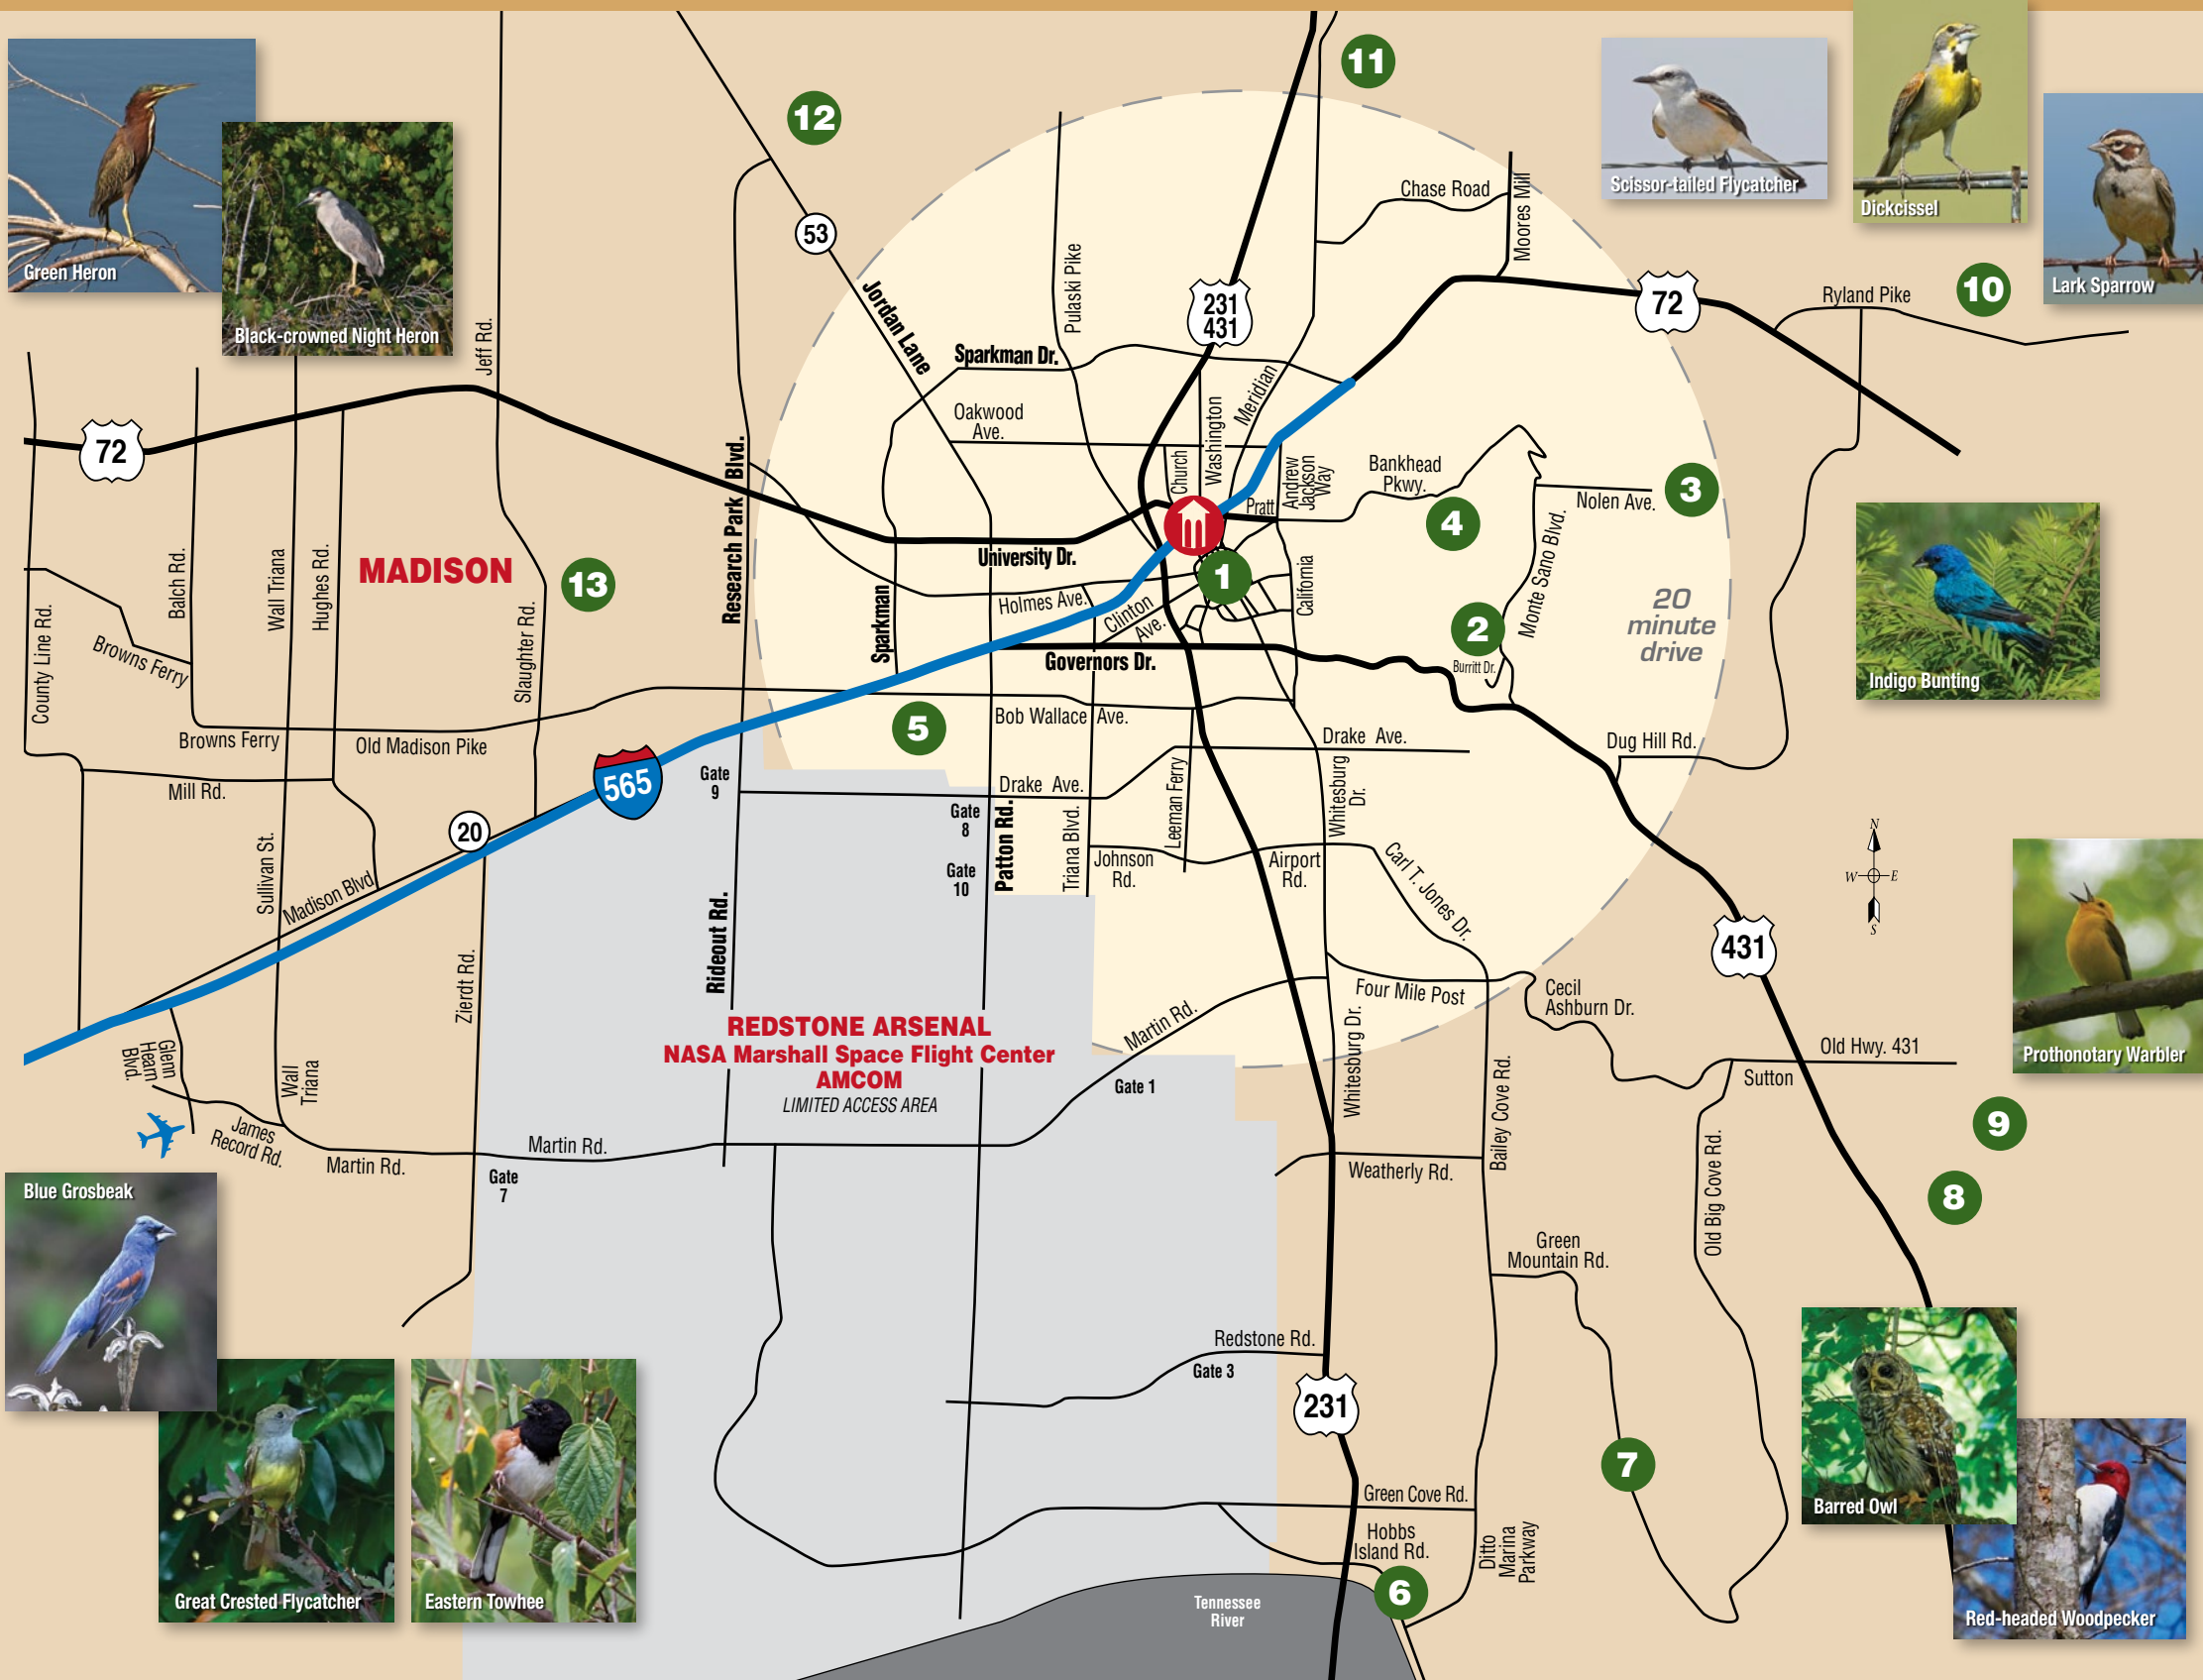 11
12
Green Heron
Black-crowned Night Heron
Scissor-tailed Flycatcher
Dickcissel
Lark Sparrow
53
Jordan Lane
Pulaski Pike
Chase Road
Moores Mill
231
431
72
Ryland Pike
10
Jeff Rd.
Sparkman Dr.
Meridian
Washington
Oakwood
Ave.
Church
72
Research Park Blvd.
Andrew
Jackson
Way
Pratt
Bankhead
Pkwy.
4
Nolen Ave.
3
University Dr.
1
MADISON
13
Balch Rd.
Wall Triana
Hughes Rd.
Slaughter Rd.
County Line Rd.
Browns Ferry
Sparkman
Holmes Ave.
Clinton
Ave.
California
Monte Sano Blvd.
2
Burritt Dr.
20
minute
drive
Indigo Bunting
Governors Dr.
Browns Ferry
Old Madison Pike
5
Bob Wallace Ave.
Drake Ave.
Dug Hill Rd.
Mill Rd.
565
Gate
9
Drake Ave.
Gate
8
Patton Rd.
Gate
10
Triana Blvd.
Leeman Ferry
Whitesburg
Dr.
Johnson
Rd.
Airport
Rd.
Carl T. Jones Dr.
20
Madison Blvd.
Sullivan St.
Zierdt Rd.
Rideout Rd.
N
W
E
S
431
Prothonotary Warbler
Four Mile Post
Cecil
Ashburn Dr.
Martin Rd.
Whitesburg Dr.
Bailey Cove Rd.
Old Hwy. 431
Sutton
REDSTONE ARSENAL
NASA Marshall Space Flight Center
AMCOM
LIMITED ACCESS AREA
Gate 1
Glenn
Hearn
Blvd.
Wall
Triana
James
Record Rd.
Martin Rd.
Martin Rd.
Gate
7
Weatherly Rd.
Old Big Cove Rd.
9
8
Green
Mountain Rd.
Blue Grosbeak
Great Crested Flycatcher
Eastern Towhee
Redstone Rd.
Gate 3
231
7
Barred Owl
Red-headed Woodpecker
Green Cove Rd.
Hobbs
Island Rd.
Ditto
Marina
Parkway
6
Tennessee
River